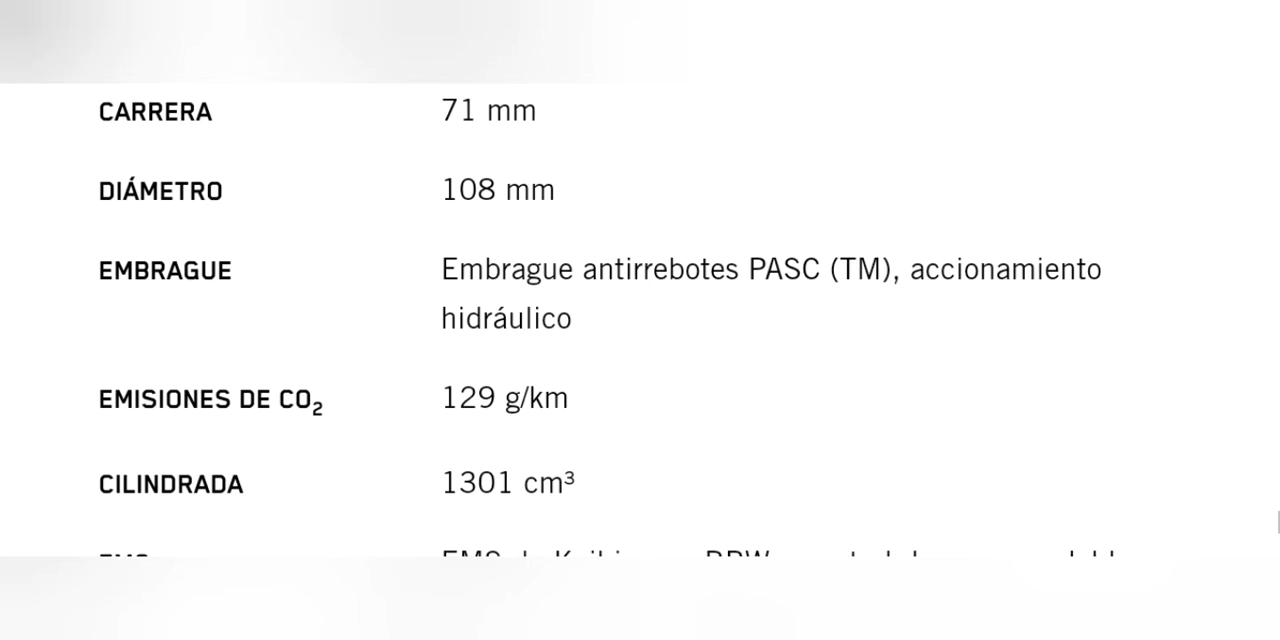 CARRERA 71 mm
DIÁMETRO 108 mm
EMBRAGUE Embrague antirrebotes PASC (TM), accionamiento
hidráulico
EMISIONES DE CO₂ 129 g/km
CILINDRADA 1301 cm³